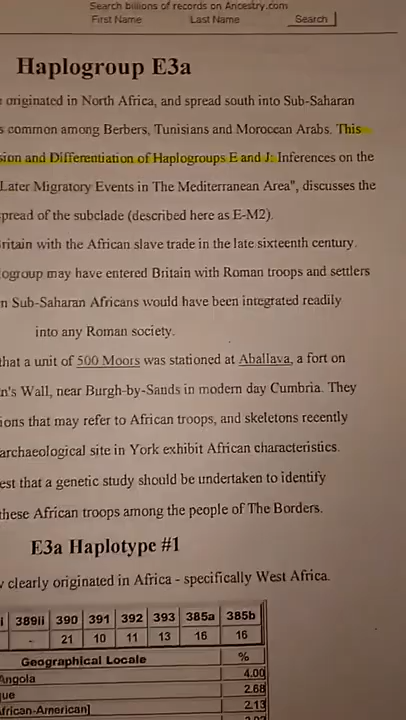 Search billions of records on Ancestry.com
First Name Last Name Search
Haplogroup E3a
originated in North Africa, and spread south into Sub-Saharan
s common among Berbers, Tunisians and Moroccan Arabs. This
sion and Differentiation of Haplogroups E and J: Inferences on the
Later Migratory Events in The Mediterranean Area", discusses the
pread of the subclade (described here as E-M2).
ritain with the African slave trade in the late sixteenth century.
logroup may have entered Britain with Roman troops and settlers
n Sub-Saharan Africans would have been integrated readily
into any Roman society.
that a unit of 500 Moors was stationed at Aballava, a fort on
n's Wall, near Burgh-by-Sands in modern day Cumbria. They
ions that may refer to African troops, and skeletons recently
archaeological site in York exhibit African characteristics.
est that a genetic study should be undertaken to identify
these African troops among the people of The Borders.
E3a Haplotype #1
y clearly originated in Africa - specifically West Africa.
389ii 390 391 392 393 385a 385b
- 21 10 11 13 16 16
Geographical Locale %
Angola 4.00
que 2.68
frican-American] 2.13